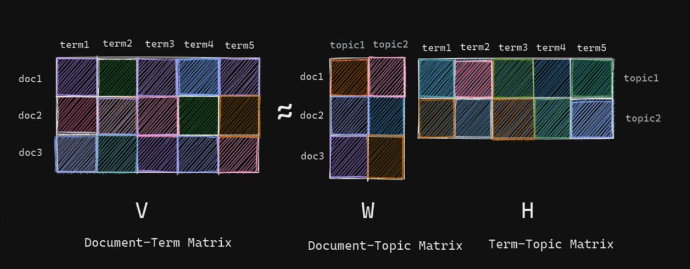 term1 term2 term3 term4 term5
doc1
doc2
doc3
V
Document-Term Matrix
≈
topic1 topic2
doc1
doc2
doc3
W
Document-Topic Matrix
term1 term2 term3 term4 term5
topic1
topic2
H
Term-Topic Matrix